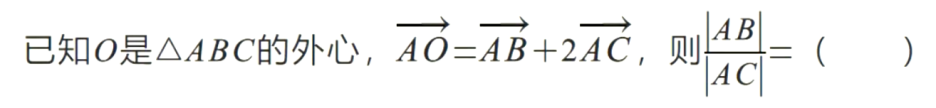 已知O是△ABC的外心，$\overrightarrow{AO}=\overrightarrow{AB}+2\overrightarrow{AC}$，则$\frac{|AB|}{|AC|}$=（　　）